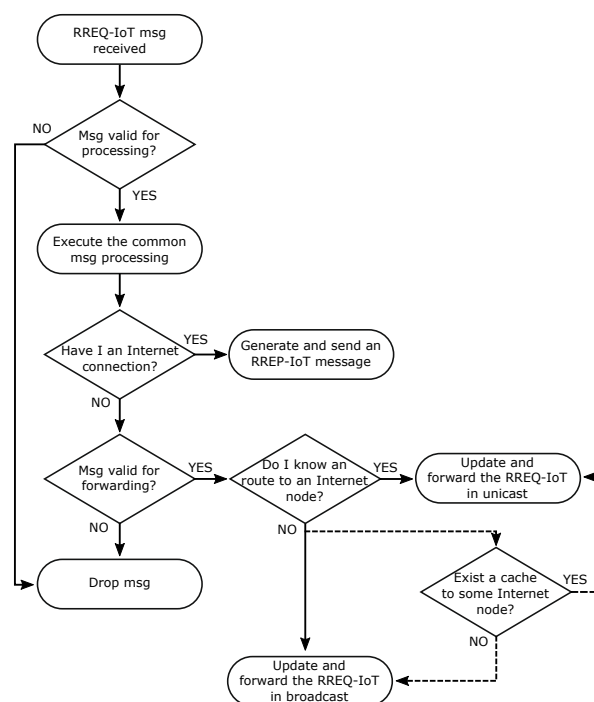 RREQ-IoT msg
received
NO
Msg valid for
processing?
YES
Execute the common
msg processing
Have I an Internet
connection?
YES
Generate and send an
RREP-IoT message
NO
Msg valid for
forwarding?
YES
Do I know an
route to an Internet
node?
YES
Update and
forward the RREQ-IoT
in unicast
NO
NO
Drop msg
Exist a cache
to some Internet
node?
YES
NO
Update and
forward the RREQ-IoT
in broadcast